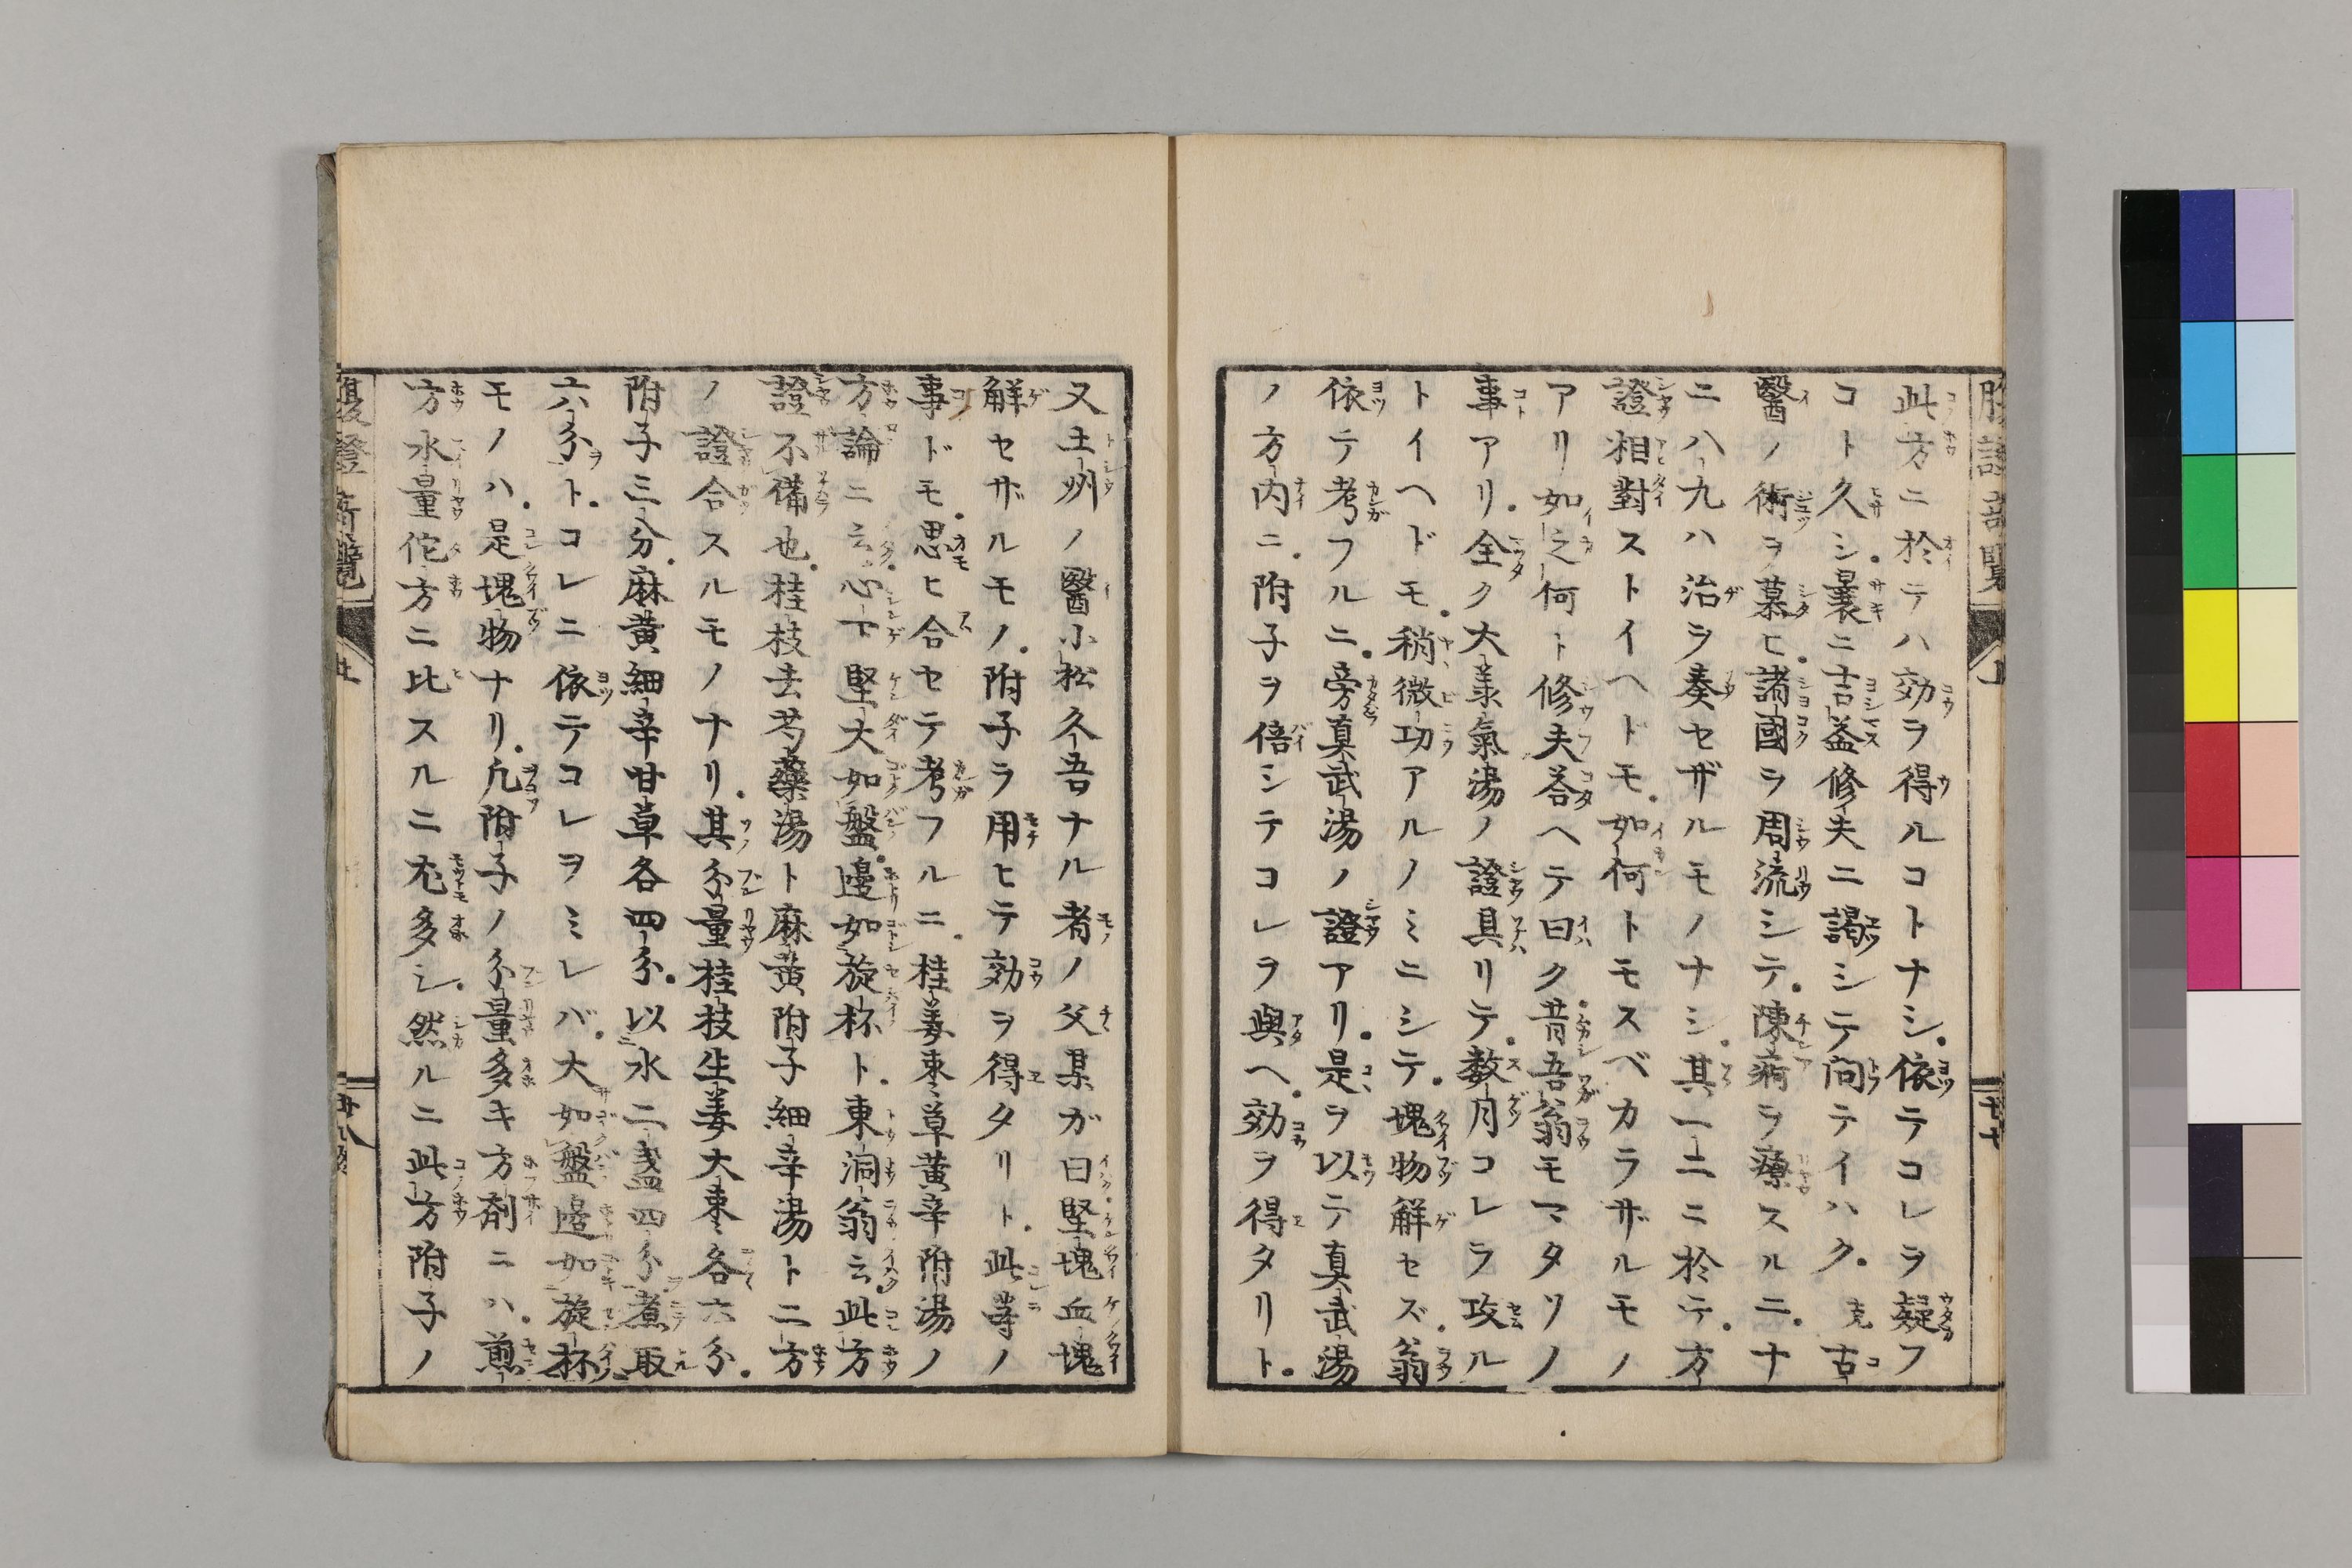 此方ニ於テハ効ヲ得ルコトナシ。依テコレヲ疑フ
コト久シ。曩ニ吉益修夫ニ謁シテ問テイハク。克古
醫ノ術ヲ慕ヒ。諸國ヲ周流シテ。陳痾ヲ療スルニ。十
ニ八九ハ治ヲ奏セザルモノナシ。其一二ニ於テ。方
證相對ストイヘドモ。如何トモスベカラザルモノ
アリ如之何ト修夫答ヘテ曰ク。昔吾翁モマタソノ
事アリ。全ク大承氣湯ノ證具リテ。数月コレヲ攻ル
トイヘドモ。稍微功アルノミニシテ。塊物解セズ。翁
依テ考フルニ。旁真武湯ノ證アリ。是ヲ以テ真武湯
ノ方内ニ。附子ヲ倍シテコレヲ與ヘ。効ヲ得タリト。
又土州ノ醫小松久吾ナル者ノ父某ガ曰堅塊血塊
解セザルモノ。附子ヲ用ヒテ効ヲ得タリト。此等ノ
事ドモ。思ヒ合セテ考フルニ。桂姜棗草黄辛附湯ノ
方論ニ云。心下堅大如盤。邊如旋杯ト。東洞翁云。此方
證不備也。桂枝去芍藥湯ト麻黄附子細辛湯ト二方
ノ證合スルモノナリ。其分量桂枝生姜大棗各六分。
附子三分。麻黄細辛甘草各四分。以水二盞四分煮取
六分ト。コレニ依テコレヲミレバ。大如盤邊如旋杯
モノハ。是塊物ナリ。凡附子ノ分量多キ方剤ニハ。煎
方水量佗方ニ比スルニ尤多シ。然ルニ此方附子ノ